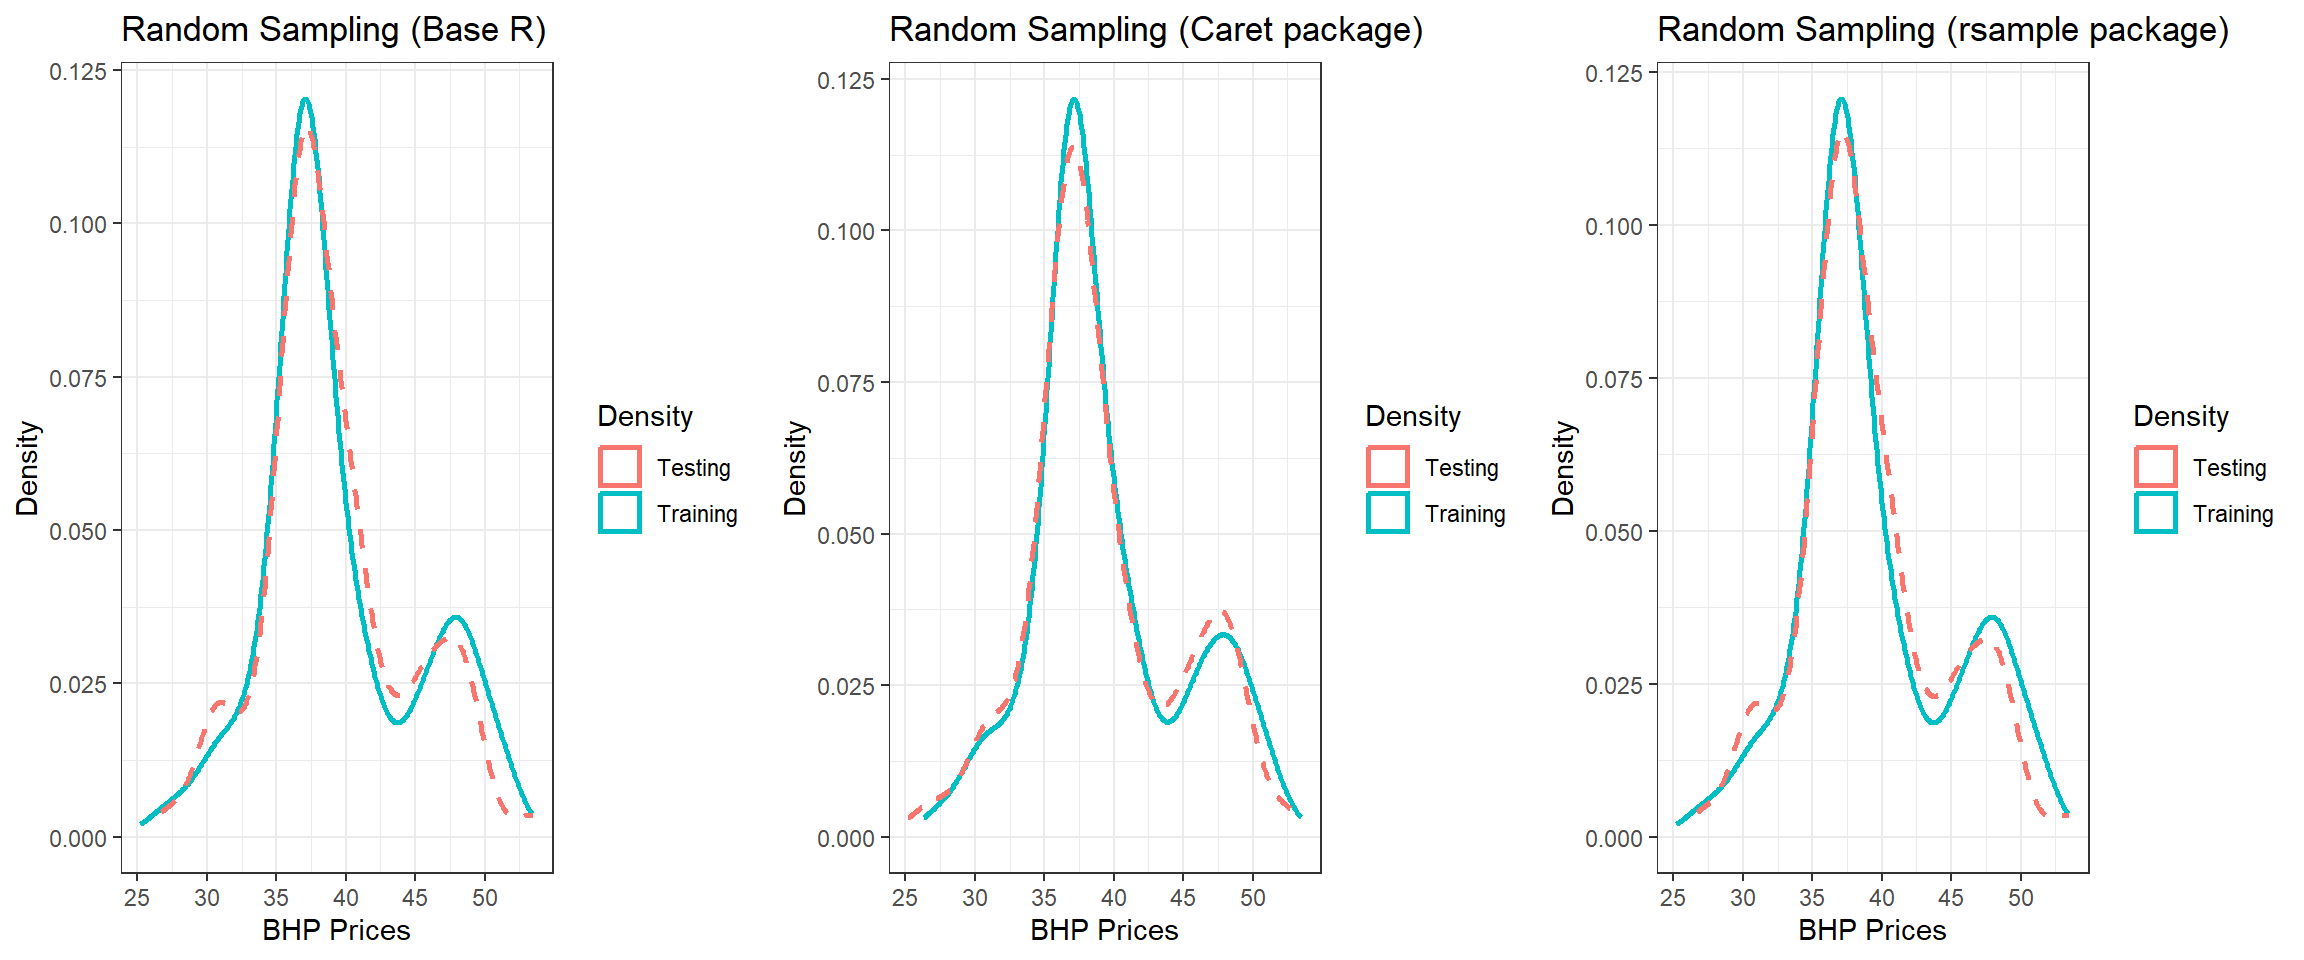 Random Sampling (Base R)
0.125
0.100
0.075
0.050
0.025
0.000
Density
25 30 35 40 45 50
BHP Prices
Density
Testing
Training
Random Sampling (Caret package)
0.125
0.100
0.075
0.050
0.025
0.000
Density
25 30 35 40 45 50
BHP Prices
Density
Testing
Training
Random Sampling (rsample package)
0.125
0.100
0.075
0.050
0.025
0.000
Density
25 30 35 40 45 50
BHP Prices
Density
Testing
Training